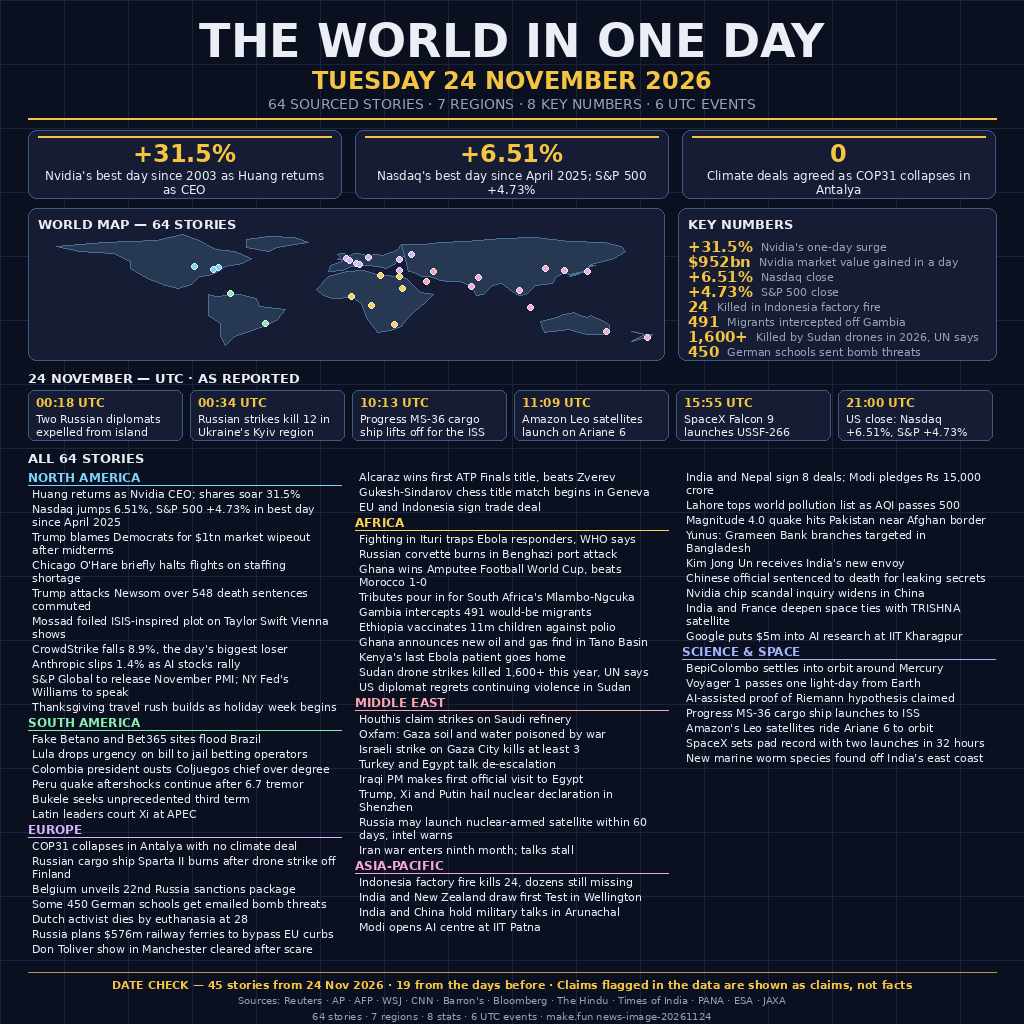 THE WORLD IN ONE DAY
TUESDAY 24 NOVEMBER 2026
64 SOURCED STORIES · 7 REGIONS · 8 KEY NUMBERS · 6 UTC EVENTS
+31.5%
Nvidia's best day since 2003 as Huang returns
as CEO
+6.51%
Nasdaq's best day since April 2025; S&P 500
+4.73%
0
Climate deals agreed as COP31 collapses in
Antalya
WORLD MAP — 64 STORIES
KEY NUMBERS
+31.5% Nvidia's one-day surge
$952bn Nvidia market value gained in a day
+6.51% Nasdaq close
+4.73% S&P 500 close
24 Killed in Indonesia factory fire
491 Migrants intercepted off Gambia
1,600+ Killed by Sudan drones in 2026, UN says
450 German schools sent bomb threats
24 NOVEMBER — UTC · AS REPORTED
00:18 UTC
Two Russian diplomats
expelled from island
00:34 UTC
Russian strikes kill 12 in
Ukraine's Kyiv region
10:13 UTC
Progress MS-36 cargo
ship lifts off for the ISS
11:09 UTC
Amazon Leo satellites
launch on Ariane 6
15:55 UTC
SpaceX Falcon 9
launches USSF-266
21:00 UTC
US close: Nasdaq
+6.51%, S&P +4.73%
ALL 64 STORIES
NORTH AMERICA
Huang returns as Nvidia CEO; shares soar 31.5%
Nasdaq jumps 6.51%, S&P 500 +4.73% in best day
since April 2025
Trump blames Democrats for $1tn market wipeout
after midterms
Chicago O'Hare briefly halts flights on staffing
shortage
Trump attacks Newsom over 548 death sentences
commuted
Mossad foiled ISIS-inspired plot on Taylor Swift Vienna
shows
CrowdStrike falls 8.9%, the day's biggest loser
Anthropic slips 1.4% as AI stocks rally
S&P Global to release November PMI; NY Fed's
Williams to speak
Thanksgiving travel rush builds as holiday week begins
SOUTH AMERICA
Fake Betano and Bet365 sites flood Brazil
Lula drops urgency on bill to jail betting operators
Colombia president ousts Coljuegos chief over degree
Peru quake aftershocks continue after 6.7 tremor
Bukele seeks unprecedented third term
Latin leaders court Xi at APEC
EUROPE
COP31 collapses in Antalya with no climate deal
Russian cargo ship Sparta II burns after drone strike off
Finland
Belgium unveils 22nd Russia sanctions package
Some 450 German schools get emailed bomb threats
Dutch activist dies by euthanasia at 28
Russia plans $576m railway ferries to bypass EU curbs
Don Toliver show in Manchester cleared after scare
Alcaraz wins first ATP Finals title, beats Zverev
Gukesh-Sindarov chess title match begins in Geneva
EU and Indonesia sign trade deal
AFRICA
Fighting in Ituri traps Ebola responders, WHO says
Russian corvette burns in Benghazi port attack
Ghana wins Amputee Football World Cup, beats
Morocco 1-0
Tributes pour in for South Africa's Mlambo-Ngcuka
Gambia intercepts 491 would-be migrants
Ethiopia vaccinates 11m children against polio
Ghana announces new oil and gas find in Tano Basin
Kenya's last Ebola patient goes home
Sudan drone strikes killed 1,600+ this year, UN says
US diplomat regrets continuing violence in Sudan
MIDDLE EAST
Houthis claim strikes on Saudi refinery
Oxfam: Gaza soil and water poisoned by war
Israeli strike on Gaza City kills at least 3
Turkey and Egypt talk de-escalation
Iraqi PM makes first official visit to Egypt
Trump, Xi and Putin hail nuclear declaration in
Shenzhen
Russia may launch nuclear-armed satellite within 60
days, intel warns
Iran war enters ninth month; talks stall
ASIA-PACIFIC
Indonesia factory fire kills 24, dozens still missing
India and New Zealand draw first Test in Wellington
India and China hold military talks in Arunachal
Modi opens AI centre at IIT Patna
India and Nepal sign 8 deals; Modi pledges Rs 15,000
crore
Lahore tops world pollution list as AQI passes 500
Magnitude 4.0 quake hits Pakistan near Afghan border
Yunus: Grameen Bank branches targeted in
Bangladesh
Kim Jong Un receives India's new envoy
Chinese official sentenced to death for leaking secrets
Nvidia chip scandal inquiry widens in China
India and France deepen space ties with TRISHNA
satellite
Google puts $5m into AI research at IIT Kharagpur
SCIENCE & SPACE
BepiColombo settles into orbit around Mercury
Voyager 1 passes one light-day from Earth
AI-assisted proof of Riemann hypothesis claimed
Progress MS-36 cargo ship launches to ISS
Amazon's Leo satellites ride Ariane 6 to orbit
SpaceX sets pad record with two launches in 32 hours
New marine worm species found off India's east coast
DATE CHECK — 45 stories from 24 Nov 2026 · 19 from the days before · Claims flagged in the data are shown as claims, not facts
Sources: Reuters · AP · AFP · WSJ · CNN · Barron's · Bloomberg · The Hindu · Times of India · PANA · ESA · JAXA
64 stories · 7 regions · 8 stats · 6 UTC events · make.fun news-image-20261124